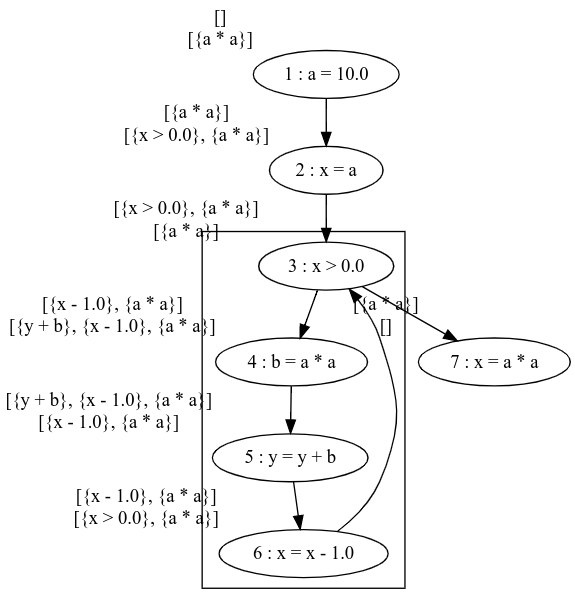 []
[{a * a}]
1 : a = 10.0
[{a * a}]
[{x > 0.0}, {a * a}]
2 : x = a
[{x > 0.0}, {a * a}]
[{a * a}]
3 : x > 0.0
[{x - 1.0}, {a * a}]
[{y + b}, {x - 1.0}, {a * a}]
[{a * a}]
[]
4 : b = a * a
7 : x = a * a
[{y + b}, {x - 1.0}, {a * a}]
[{x - 1.0}, {a * a}]
5 : y = y + b
[{x - 1.0}, {a * a}]
[{x > 0.0}, {a * a}]
6 : x = x - 1.0